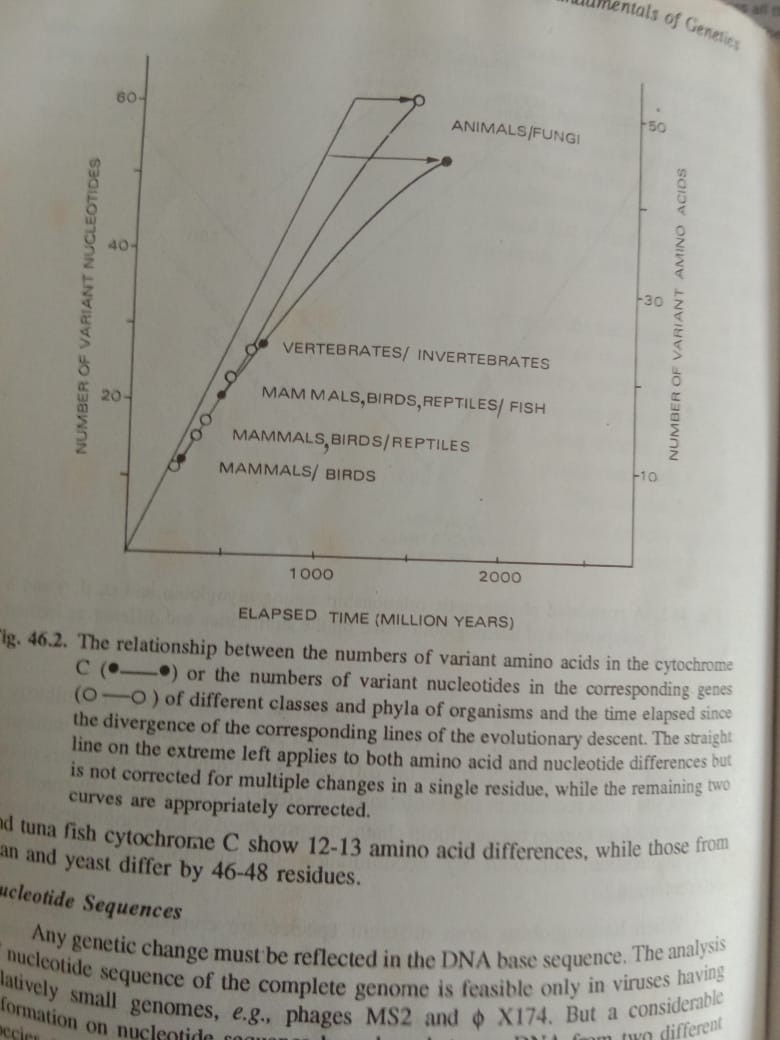 of Genetics
60
50
ANIMALS/FUNGI
NUMBER OF VARIANT NUCLEOTIDES
NUMBER OF VARIANT AMINO ACIDS
40
30
VERTEBRATES/ INVERTEBRATES
20
MAMMALS,BIRDS,REPTILES/ FISH
MAMMALS,BIRDS/REPTILES
MAMMALS/ BIRDS
10
1000
2000
ELAPSED TIME (MILLION YEARS)
ig. 46.2. The relationship between the numbers of variant amino acids in the cytochrome
C (●—●) or the numbers of variant nucleotides in the corresponding genes
(O—O) of different classes and phyla of organisms and the time elapsed since
the divergence of the corresponding lines of the evolutionary descent. The straight
line on the extreme left applies to both amino acid and nucleotide differences but
is not corrected for multiple changes in a single residue, while the remaining two
curves are appropriately corrected.
nd tuna fish cytochrome C show 12-13 amino acid differences, while those from
an and yeast differ by 46-48 residues.
ucleotide Sequences
Any genetic change must be reflected in the DNA base sequence. The analysis
nucleotide sequence of the complete genome is feasible only in viruses having
latively small genomes, e.g., phages MS2 and ϕ X174. But a considerable
formation on nucleotide
two different